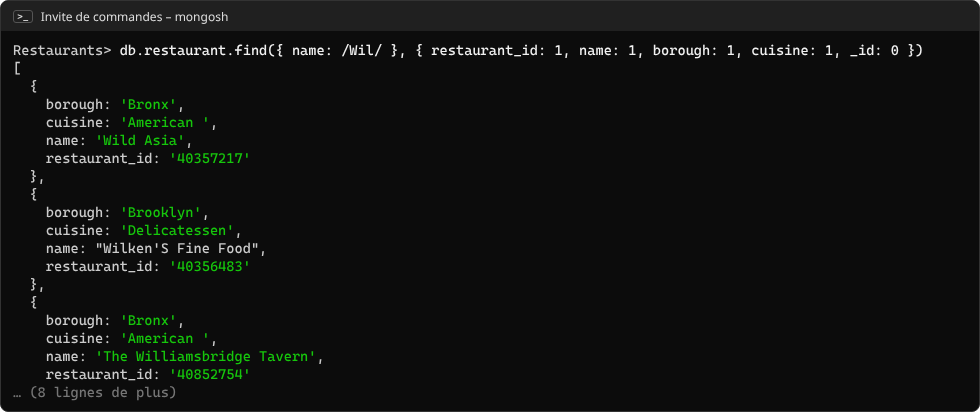 >_ Invite de commandes – mongosh
Restaurants> db.restaurant.find({ name: /Wil/ }, { restaurant_id: 1, name: 1, borough: 1, cuisine: 1, _id: 0 })
[
  {
    borough: 'Bronx',
    cuisine: 'American ',
    name: 'Wild Asia',
    restaurant_id: '40357217'
  },
  {
    borough: 'Brooklyn',
    cuisine: 'Delicatessen',
    name: "Wilken'S Fine Food",
    restaurant_id: '40356483'
  },
  {
    borough: 'Bronx',
    cuisine: 'American ',
    name: 'The Williamsbridge Tavern',
    restaurant_id: '40852754'
… (8 lignes de plus)